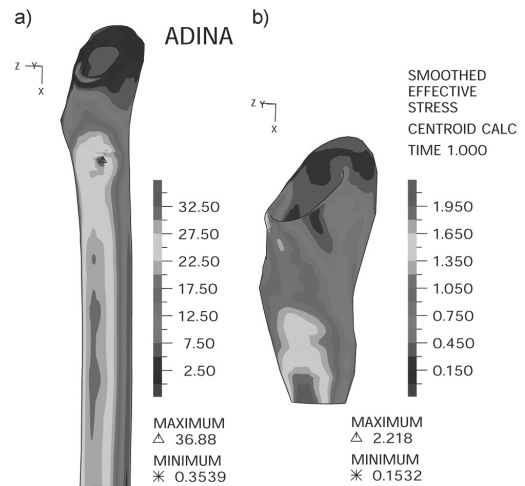 a)
ADINA
b)
Z Y
X
Z Y
X
SMOOTHED
EFFECTIVE
STRESS
CENTROID CALC
TIME 1.000
32.50
27.50
22.50
17.50
12.50
7.50
2.50
MAXIMUM
36.88
MINIMUM
0.3539
1.950
1.650
1.350
1.050
0.750
0.450
0.150
MAXIMUM
2.218
MINIMUM
0.1532